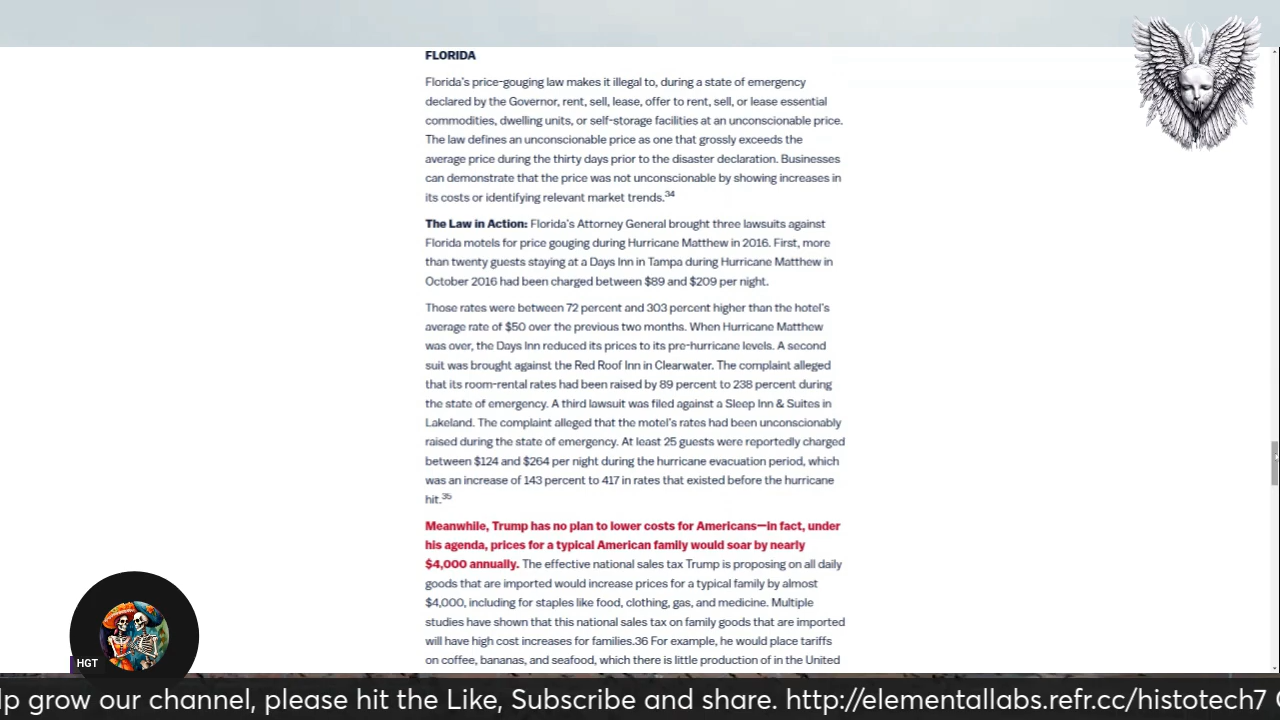 FLORIDA
Florida's price-gouging law makes it illegal to, during a state of emergency
declared by the Governor, rent, sell, lease, offer to rent, sell, or lease essential
commodities, dwelling units, or self-storage facilities at an unconscionable price.
The law defines an unconscionable price as one that grossly exceeds the
average price during the thirty days prior to the disaster declaration. Businesses
can demonstrate that the price was not unconscionable by showing increases in
its costs or identifying relevant market trends.34
The Law in Action: Florida's Attorney General brought three lawsuits against
Florida motels for price gouging during Hurricane Matthew in 2016. First, more
than twenty guests staying at a Days Inn in Tampa during Hurricane Matthew in
October 2016 had been charged between $89 and $209 per night.
Those rates were between 72 percent and 303 percent higher than the hotel's
average rate of $50 over the previous two months. When Hurricane Matthew
was over, the Days Inn reduced its prices to its pre-hurricane levels. A second
suit was brought against the Red Roof Inn in Clearwater. The complaint alleged
that its room-rental rates had been raised by 89 percent to 238 percent during
the state of emergency. A third lawsuit was filed against a Sleep Inn & Suites in
Lakeland. The complaint alleged that the motel's rates had been unconscionably
raised during the state of emergency. At least 25 guests were reportedly charged
between $124 and $264 per night during the hurricane evacuation period, which
was an increase of 143 percent to 417 in rates that existed before the hurricane
hit.35
Meanwhile, Trump has no plan to lower costs for Americans—in fact, under
his agenda, prices for a typical American family would soar by nearly
$4,000 annually. The effective national sales tax Trump is proposing on all daily
goods that are imported would increase prices for a typical family by almost
$4,000, including for staples like food, clothing, gas, and medicine. Multiple
studies have shown that this national sales tax on family goods that are imported
will have high cost increases for families.36 For example, he would place tariffs
on coffee, bananas, and seafood, which there is little production of in the United
HGT
lp grow our channel, please hit the Like, Subscribe and share. http://elementallabs.refr.cc/histotech7